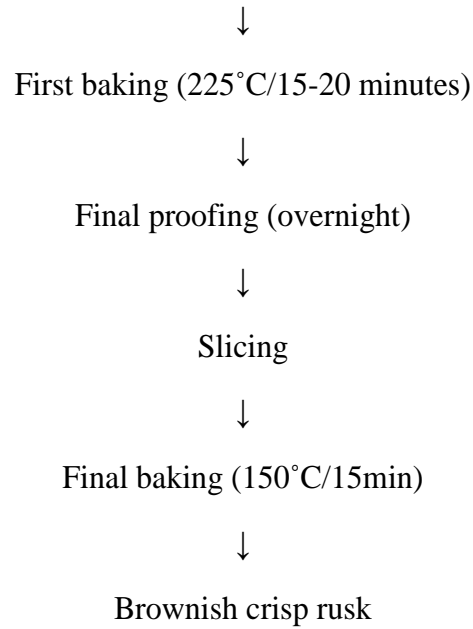 ↓
First baking (225˚C/15-20 minutes)
↓
Final proofing (overnight)
↓
Slicing
↓
Final baking (150˚C/15min)
↓
Brownish crisp rusk